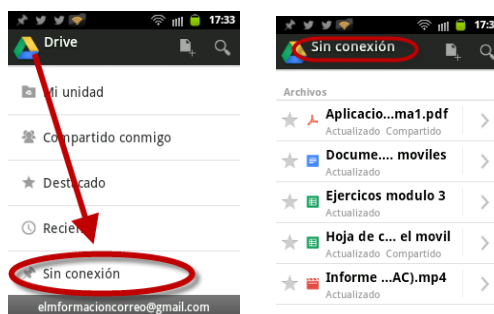 17:33
Drive
Mi unidad
Compartido conmigo
Destacado
Sin conexión
elmformacioncorreo@gmail.com
17:33
Sin conexión
Archivos
Aplicacio...ma1.pdf
Actualizado Compartido
Docume.... moviles
Actualizado
Ejercicos modulo 3
Actualizado
Hoja de c... el movil
Actualizado Compartido
Informe ...AC).mp4
Actualizado